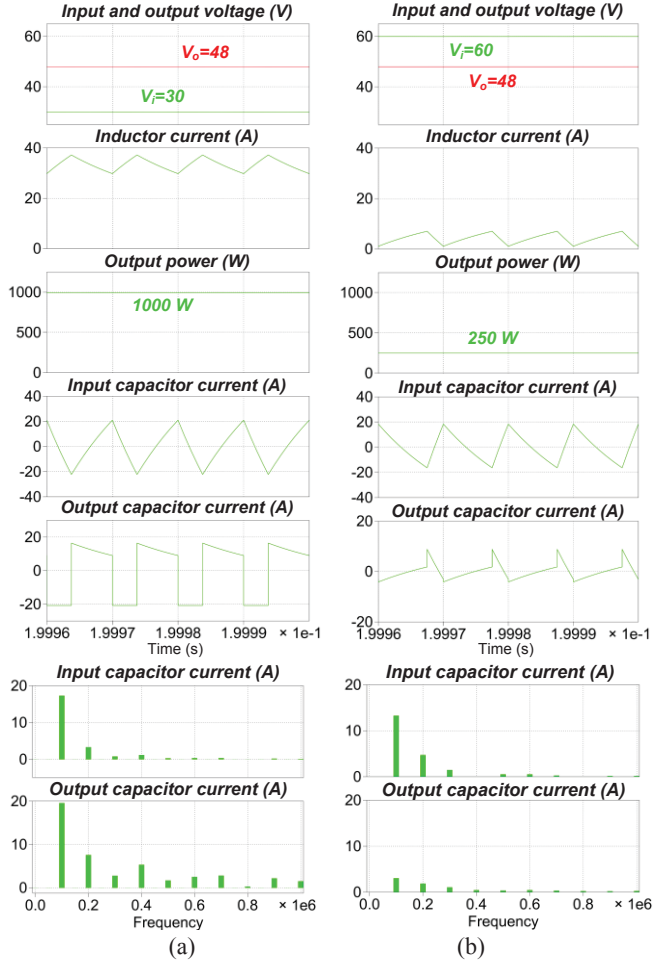 Input and output voltage (V)
60
40
Vₒ=48
Vᵢ=30
Inductor current (A)
40
20
0
Output power (W)
1000
500
0
1000 W
Input capacitor current (A)
40
20
0
-20
-40
Output capacitor current (A)
20
0
-20
1.9996 1.9997 1.9998 1.9999 × 1e-1
Time (s)
Input capacitor current (A)
20
10
0
Output capacitor current (A)
20
10
0
0.0 0.2 0.4 0.6 0.8 × 1e6
Frequency
(a)
Input and output voltage (V)
60
40
Vᵢ=60
Vₒ=48
Inductor current (A)
40
20
0
Output power (W)
1000
500
0
250 W
Input capacitor current (A)
40
20
0
-20
-40
Output capacitor current (A)
20
0
-20
1.9996 1.9997 1.9998 1.9999 × 1e-1
Time (s)
Input capacitor current (A)
20
10
0
Output capacitor current (A)
20
10
0
0.0 0.2 0.4 0.6 0.8 × 1e6
Frequency
(b)